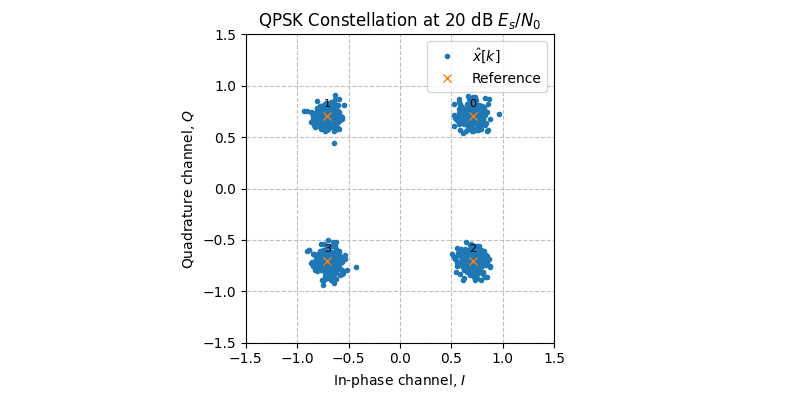 QPSK Constellation at 20 dB $E_s/N_0$
1.5
1.0
0.5
0.0
−0.5
−1.0
−1.5
Quadrature channel, Q
x̂[k]
Reference
1
0
3
2
−1.5 −1.0 −0.5 0.0 0.5 1.0 1.5
In-phase channel, I